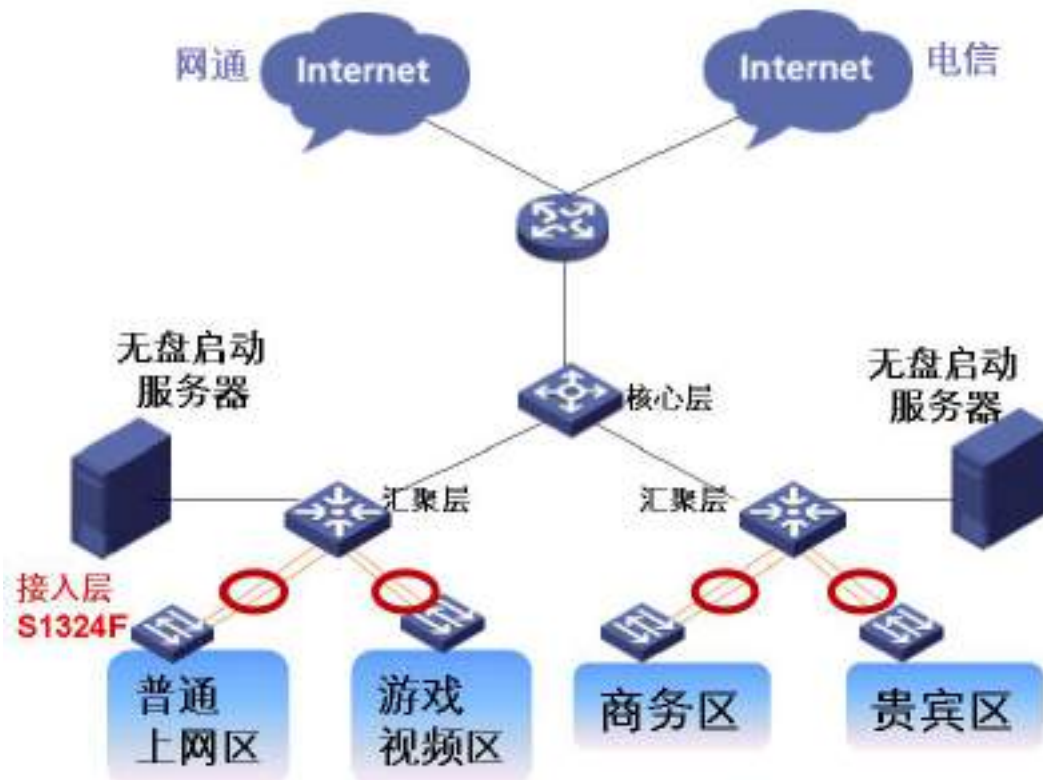 网通
Internet
Internet
电信
无盘启动
服务器
核心层
无盘启动
服务器
汇聚层
汇聚层
接入层
S1324F
普通
上网区
游戏
视频区
商务区
贵宾区